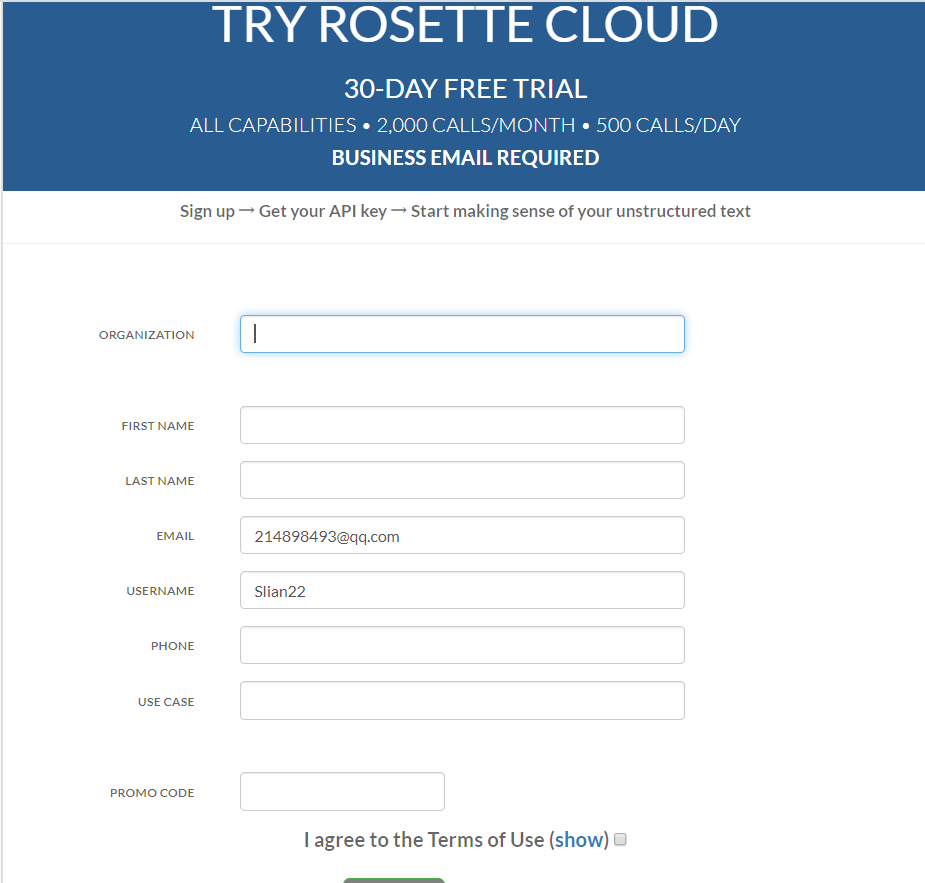 TRY ROSETTE CLOUD
30-DAY FREE TRIAL
ALL CAPABILITIES • 2,000 CALLS/MONTH • 500 CALLS/DAY
BUSINESS EMAIL REQUIRED
Sign up → Get your API key → Start making sense of your unstructured text
ORGANIZATION
FIRST NAME
LAST NAME
EMAIL 214898493@qq.com
USERNAME Slian22
PHONE
USE CASE
PROMO CODE
I agree to the Terms of Use (show)